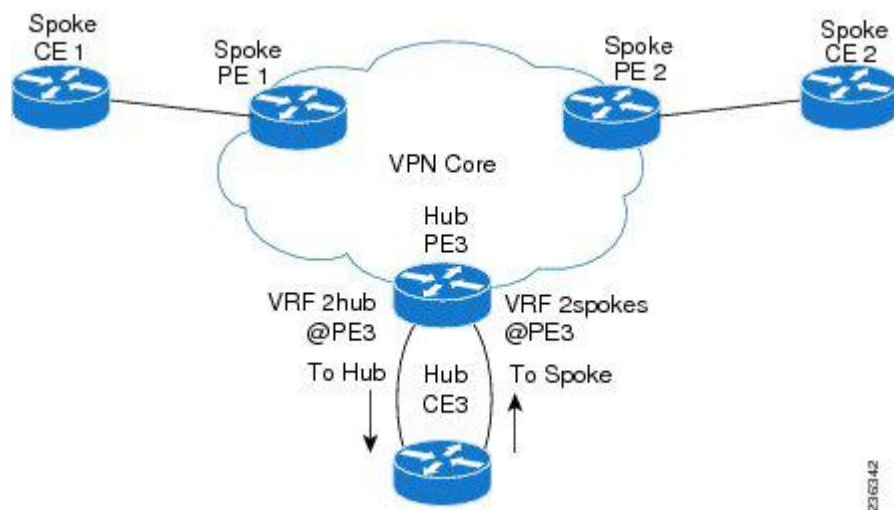 Spoke
CE 1
Spoke
PE 1
Spoke
PE 2
Spoke
CE 2
VPN Core
Hub
PE3
VRF 2hub
@PE3
VRF 2spokes
@PE3
To Hub
Hub
CE3
To Spoke
236342